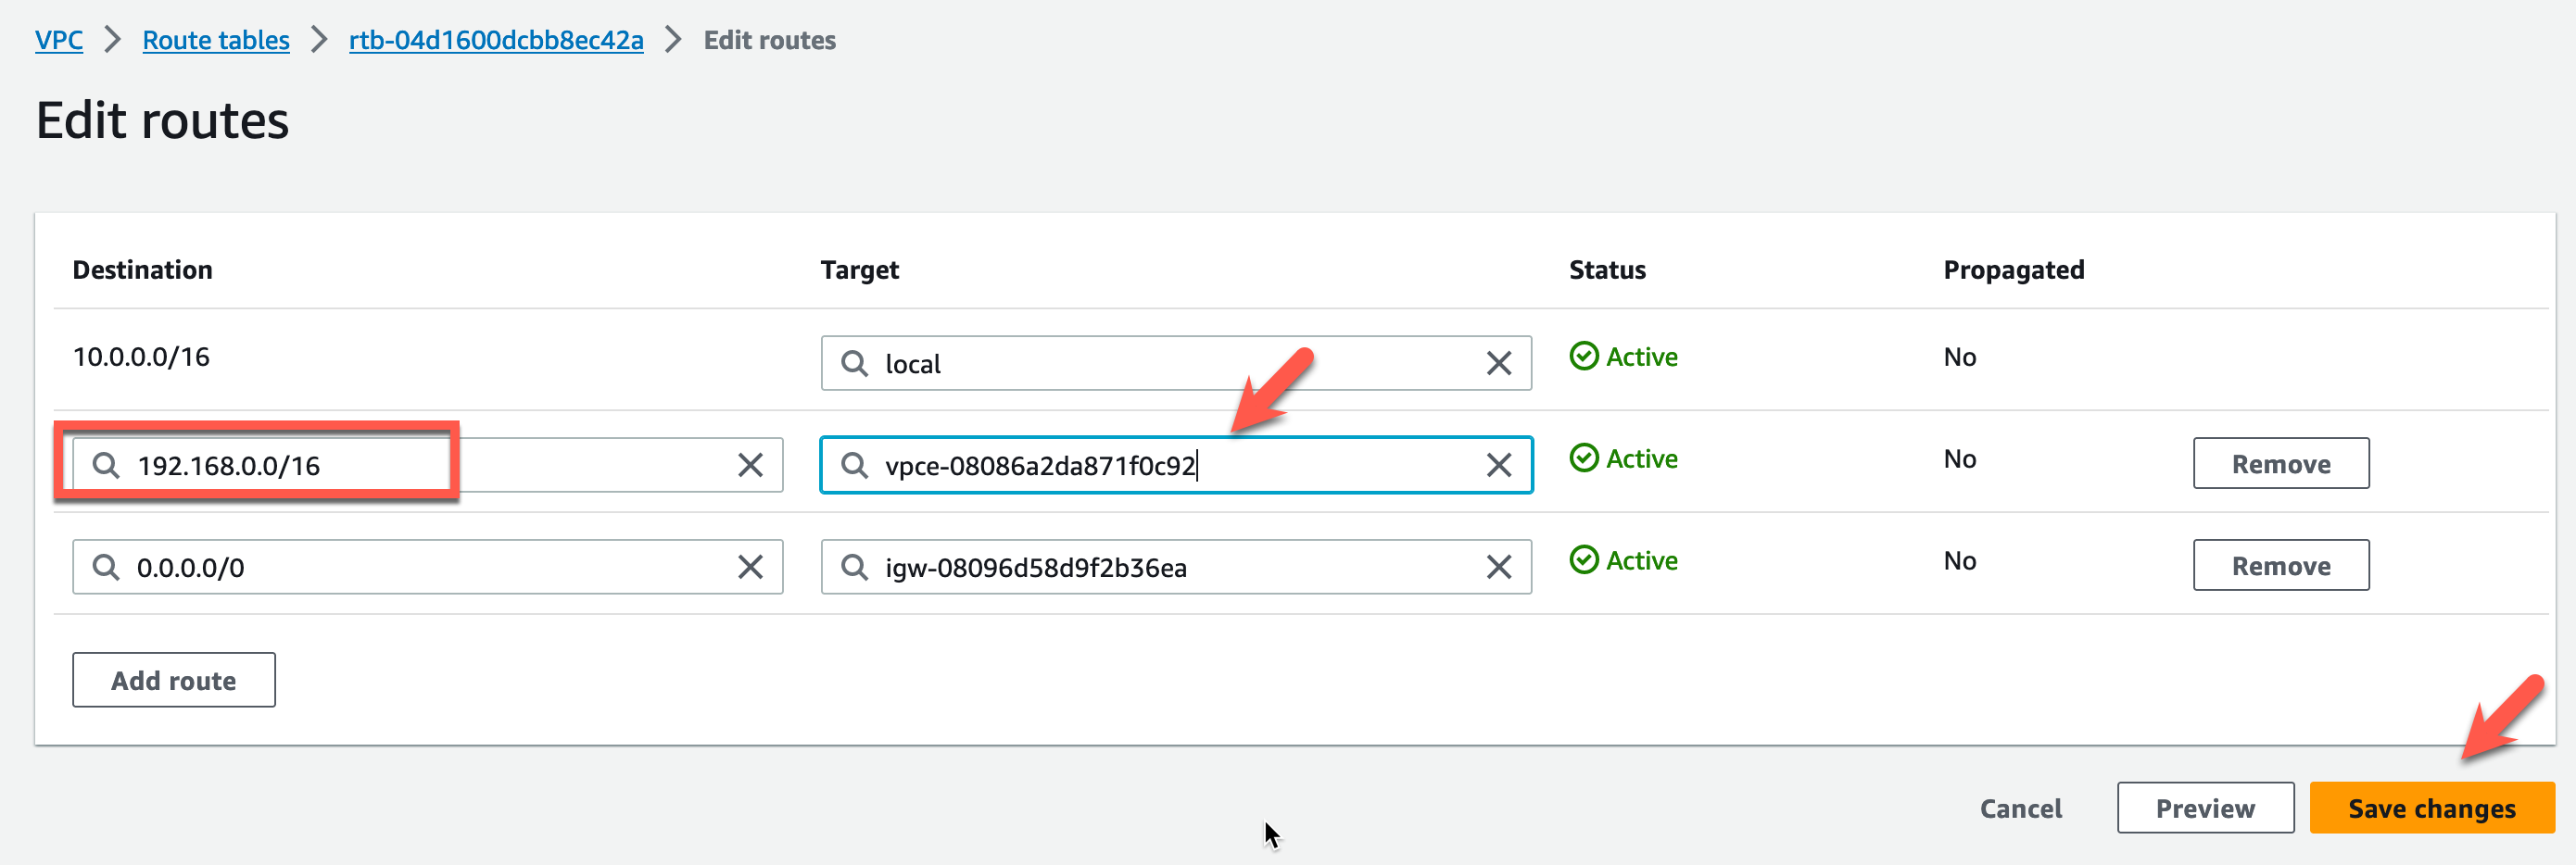 VPC > Route tables > rtb-04d1600dcbb8ec42a > Edit routes
Edit routes
Destination Target Status Propagated
10.0.0.0/16 local Active No
192.168.0.0/16 vpce-08086a2da871f0c92 Active No Remove
0.0.0.0/0 igw-08096d58d9f2b36ea Active No Remove
Add route
Cancel Preview Save changes